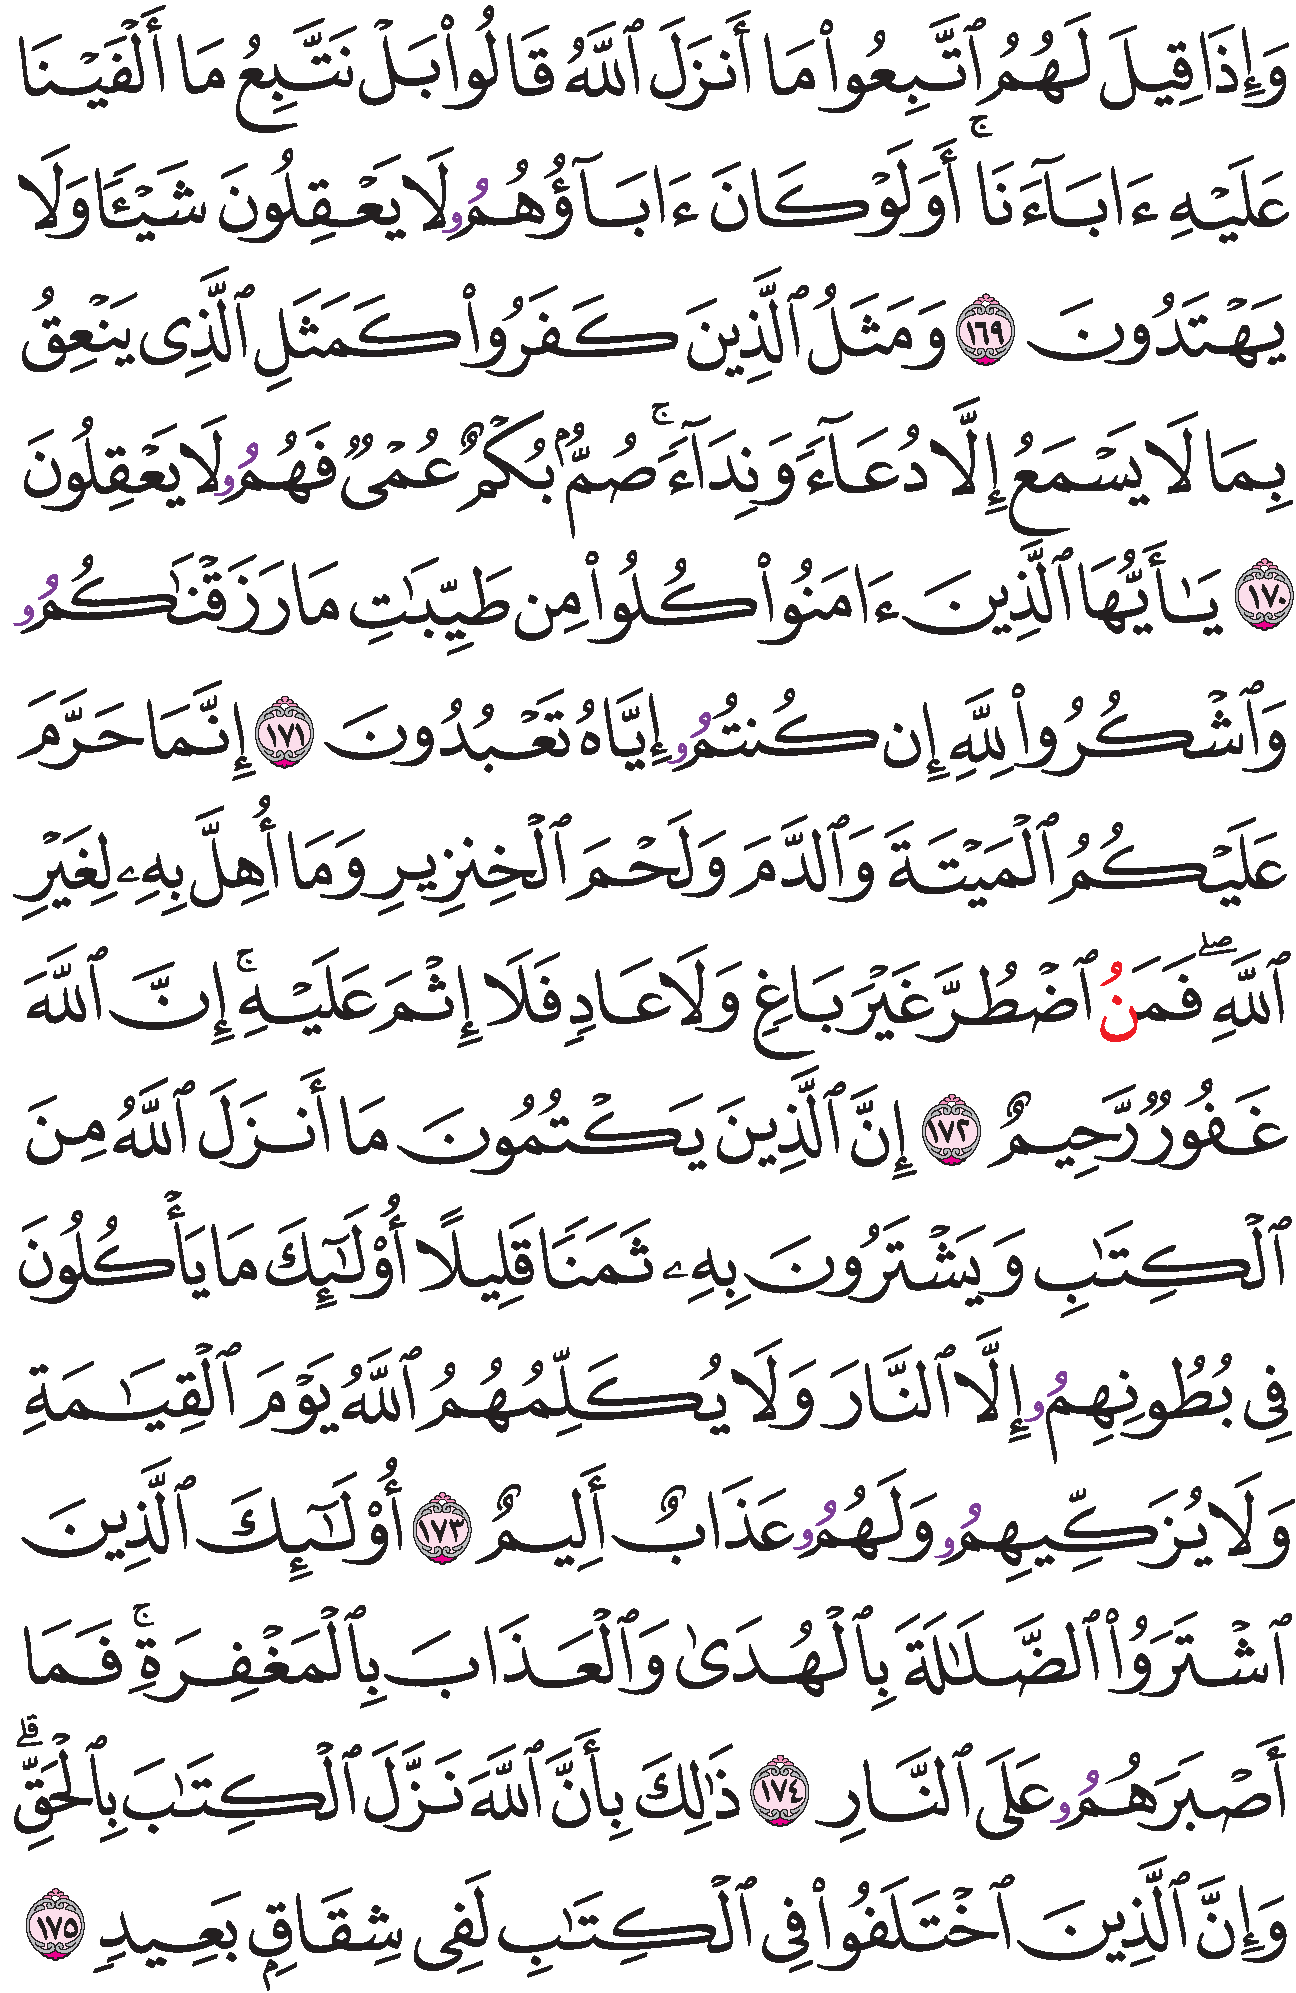 وَإِذَا قِيلَ لَهُمُ ٱتَّبِعُوا۟ مَا أَنزَلَ ٱللَّهُ قَالُوا۟ بَلْ نَتَّبِعُ مَا أَلْفَيْنَا
عَلَيْهِ ءَابَآءَنَاۚ أَوَلَوْ كَانَ ءَابَآؤُهُمُۥ لَا يَعْقِلُونَ شَيْـًٔا وَلَا
يَهْتَدُونَ ١٦٩ وَمَثَلُ ٱلَّذِينَ كَفَرُوا۟ كَمَثَلِ ٱلَّذِى يَنْعِقُ
بِمَا لَا يَسْمَعُ إِلَّا دُعَآءً وَنِدَآءًۚ صُمٌّۢ بُكْمٌ عُمْىٌ فَهُمُۥ لَا يَعْقِلُونَ
١٧٠ يَٰأَيُّهَا ٱلَّذِينَ ءَامَنُوا۟ كُلُوا۟ مِن طَيِّبَٰتِ مَا رَزَقْنَٰكُمُۥ
وَٱشْكُرُوا۟ لِلَّهِ إِن كُنتُمُۥ إِيَّاهُ تَعْبُدُونَ ١٧١ إِنَّمَا حَرَّمَ
عَلَيْكُمُ ٱلْمَيْتَةَ وَٱلدَّمَ وَلَحْمَ ٱلْخِنزِيرِ وَمَا أُهِلَّ بِهِۦ لِغَيْرِ
ٱللَّهِۖ فَمَنُ ٱضْطُرَّ غَيْرَ بَاغٍ وَلَا عَادٍ فَلَا إِثْمَ عَلَيْهِۚ إِنَّ ٱللَّهَ
غَفُورٌ رَّحِيمٌ ١٧٢ إِنَّ ٱلَّذِينَ يَكْتُمُونَ مَا أَنزَلَ ٱللَّهُ مِنَ
ٱلْكِتَٰبِ وَيَشْتَرُونَ بِهِۦ ثَمَنًا قَلِيلًا أُو۟لَٰٓئِكَ مَا يَأْكُلُونَ
فِى بُطُونِهِمُۥ إِلَّا ٱلنَّارَ وَلَا يُكَلِّمُهُمُ ٱللَّهُ يَوْمَ ٱلْقِيَٰمَةِ
وَلَا يُزَكِّيهِمُۥ وَلَهُمُۥ عَذَابٌ أَلِيمٌ ١٧٣ أُو۟لَٰٓئِكَ ٱلَّذِينَ
ٱشْتَرَوُا۟ ٱلضَّلَٰلَةَ بِٱلْهُدَىٰ وَٱلْعَذَابَ بِٱلْمَغْفِرَةِۚ فَمَا
أَصْبَرَهُمُۥ عَلَى ٱلنَّارِ ١٧٤ ذَٰلِكَ بِأَنَّ ٱللَّهَ نَزَّلَ ٱلْكِتَٰبَ بِٱلْحَقِّۗ
وَإِنَّ ٱلَّذِينَ ٱخْتَلَفُوا۟ فِى ٱلْكِتَٰبِ لَفِى شِقَاقٍۭ بَعِيدٍ ١٧٥